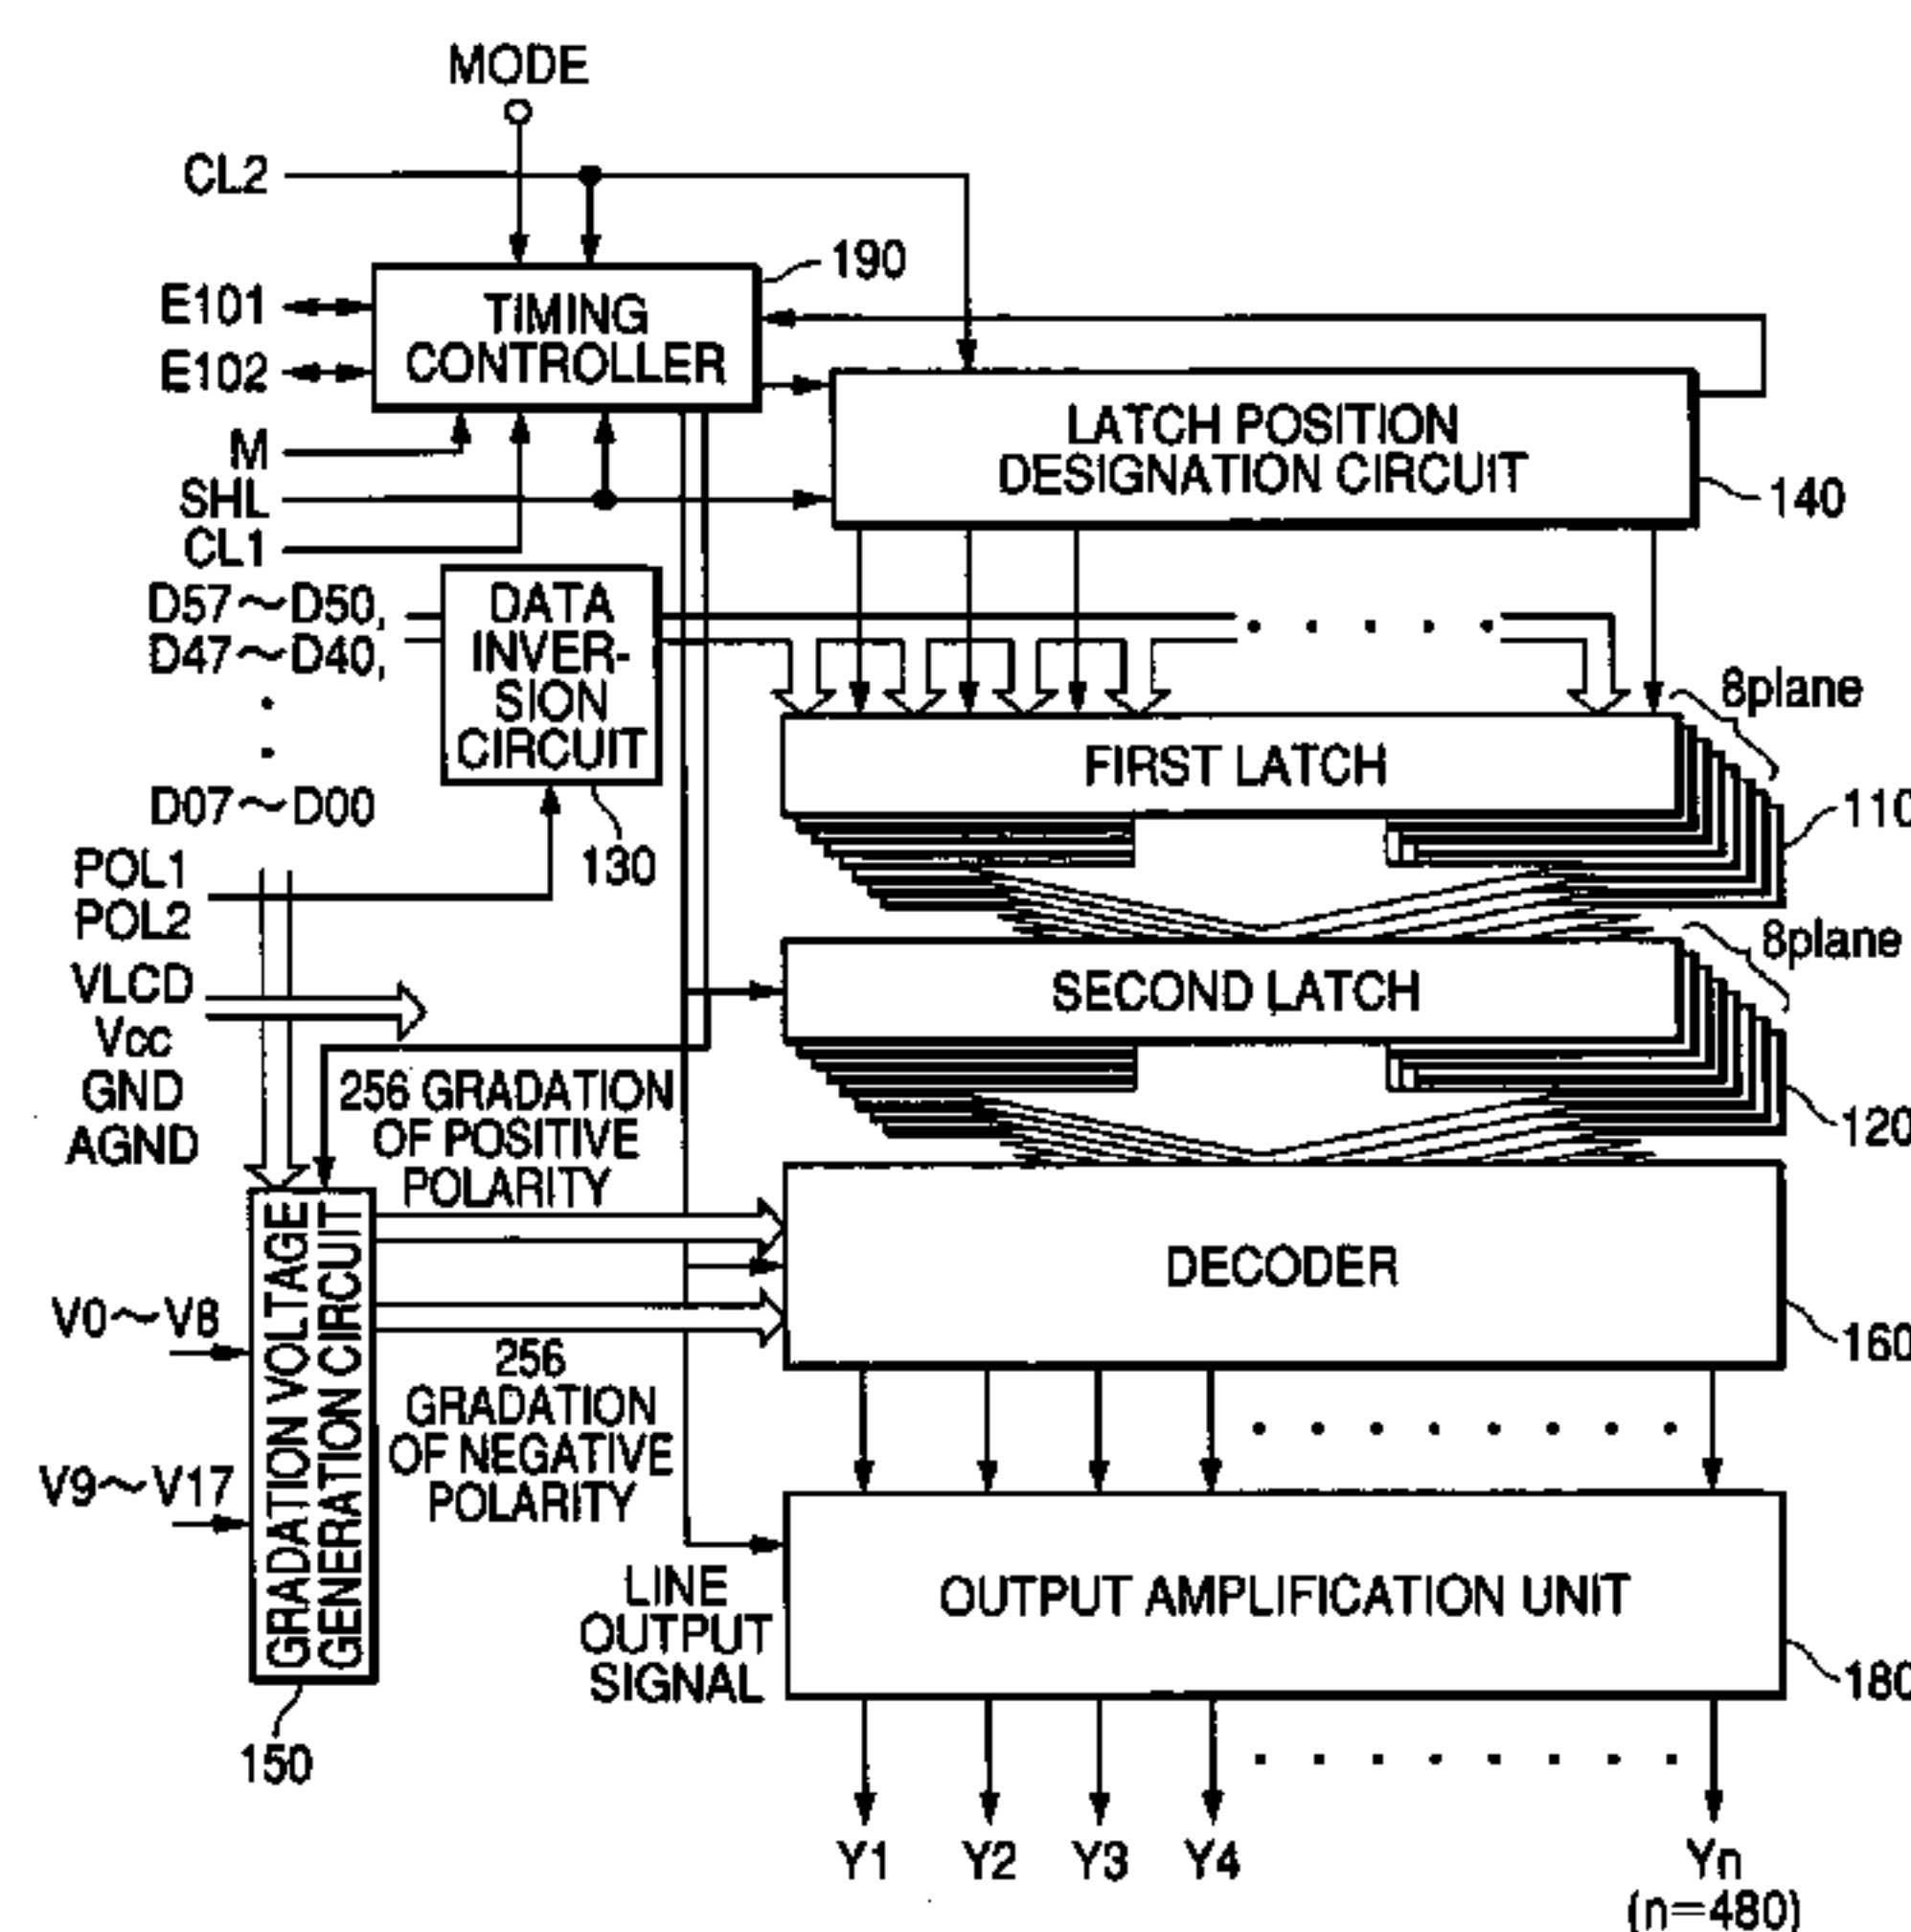 MODE
CL2
190
E101
TIMING
CONTROLLER
E102
LATCH POSITION
DESIGNATION CIRCUIT
140
M
SHL
CL1
D57～D50,
D47～D40,
D07～D00
DATA
INVER-
SION
CIRCUIT
130
8plane
FIRST LATCH
110
POL1
POL2
8plane
VLCD
Vcc
GND
AGND
SECOND LATCH
120
256 GRADATION
OF POSITIVE
POLARITY
GRADATION VOLTAGE
GENERATION CIRCUIT
DECODER
160
V0～V8
256
GRADATION
OF NEGATIVE
POLARITY
V9～V17
LINE
OUTPUT
SIGNAL
OUTPUT AMPLIFICATION UNIT
180
150
Y1 Y2 Y3 Y4 Yn
(n=480)